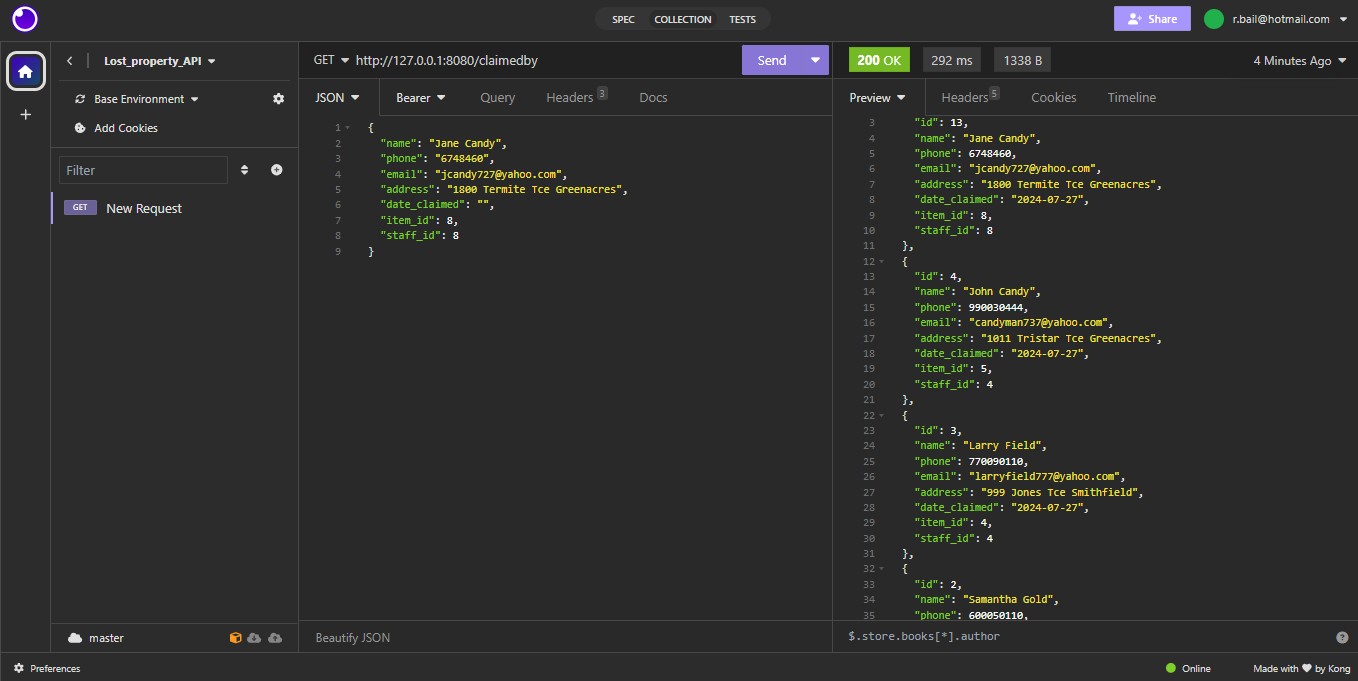 SPEC COLLECTION TESTS
Share
r.bail@hotmail.com
Lost_property_API
Base Environment
Add Cookies
Filter
GET New Request
master
GET http://127.0.0.1:8080/claimedby
Send
JSON Bearer Query Headers 3 Docs
1 {
2 "name": "Jane Candy",
3 "phone": "6748460",
4 "email": "jcandy727@yahoo.com",
5 "address": "1800 Termite Tce Greenacres",
6 "date_claimed": "",
7 "item_id": 8,
8 "staff_id": 8
9 }
Beautify JSON
200 OK 292 ms 1338 B 4 Minutes Ago
Preview Headers 5 Cookies Timeline
3 "id": 13,
4 "name": "Jane Candy",
5 "phone": 6748460,
6 "email": "jcandy727@yahoo.com",
7 "address": "1800 Termite Tce Greenacres",
8 "date_claimed": "2024-07-27",
9 "item_id": 8,
10 "staff_id": 8
11 },
12 {
13 "id": 4,
14 "name": "John Candy",
15 "phone": 990030444,
16 "email": "candyman737@yahoo.com",
17 "address": "1011 Tristar Tce Greenacres",
18 "date_claimed": "2024-07-27",
19 "item_id": 5,
20 "staff_id": 4
21 },
22 {
23 "id": 3,
24 "name": "Larry Field",
25 "phone": 770090110,
26 "email": "larryfield777@yahoo.com",
27 "address": "999 Jones Tce Smithfield",
28 "date_claimed": "2024-07-27",
29 "item_id": 4,
30 "staff_id": 4
31 },
32 {
33 "id": 2,
34 "name": "Samantha Gold",
35 "phone": 600050110,
$.store.books[*].author
Preferences
Online
Made with ♥ by Kong